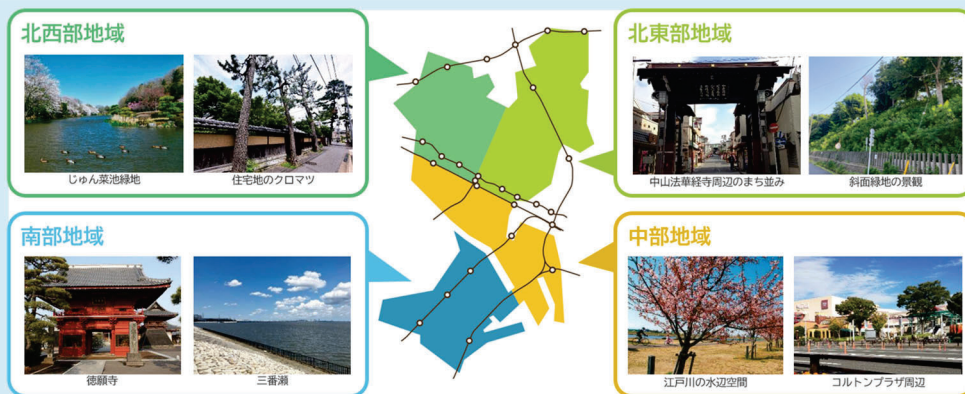 北西部地域
じゅん菜池緑地
住宅地のクロマツ
北東部地域
中山法華経寺周辺のまち並み
斜面緑地の景観
南部地域
徳願寺
三番瀬
中部地域
江戸川の水辺空間
コルトンプラザ周辺